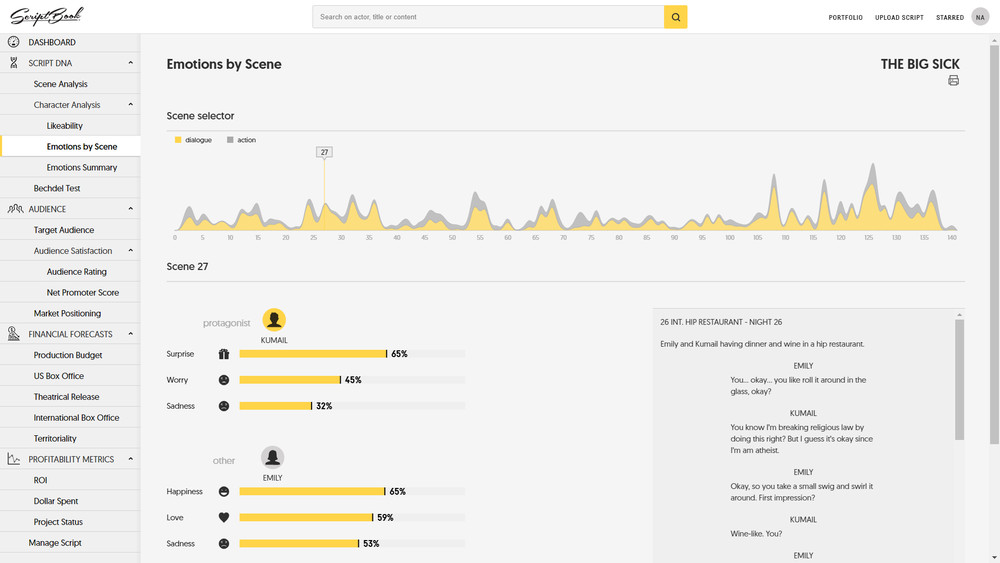 ScriptBook
Search on actor, title or content
PORTFOLIO
UPLOAD SCRIPT
STARRED
NA
DASHBOARD
SCRIPT DNA
Scene Analysis
Character Analysis
Likeability
Emotions by Scene
Emotions Summary
Bechdel Test
AUDIENCE
Target Audience
Audience Satisfaction
Audience Rating
Net Promoter Score
Market Positioning
FINANCIAL FORECASTS
Production Budget
US Box Office
Theatrical Release
International Box Office
Territoriality
PROFITABILITY METRICS
ROI
Dollar Spent
Project Status
Manage Script
Emotions by Scene
THE BIG SICK
Scene selector
dialogue
action
27
0 5 10 15 20 25 30 35 40 45 50 55 60 65 70 75 80 85 90 95 100 105 110 115 120 125 130 135 140
Scene 27
protagonist
KUMAIL
Surprise 65%
Worry 45%
Sadness 32%
other
EMILY
Happiness 65%
Love 59%
Sadness 53%
26 INT. HIP RESTAURANT - NIGHT 26
Emily and Kumail having dinner and wine in a hip restaurant.
EMILY
You... okay... you like roll it around in the
glass, okay?
KUMAIL
You know I'm breaking religious law by
doing this right? But I guess it's okay since
I'm am atheist.
EMILY
Okay, so you take a small swig and swirl it
around. First impression?
KUMAIL
Wine-like. You?
EMILY